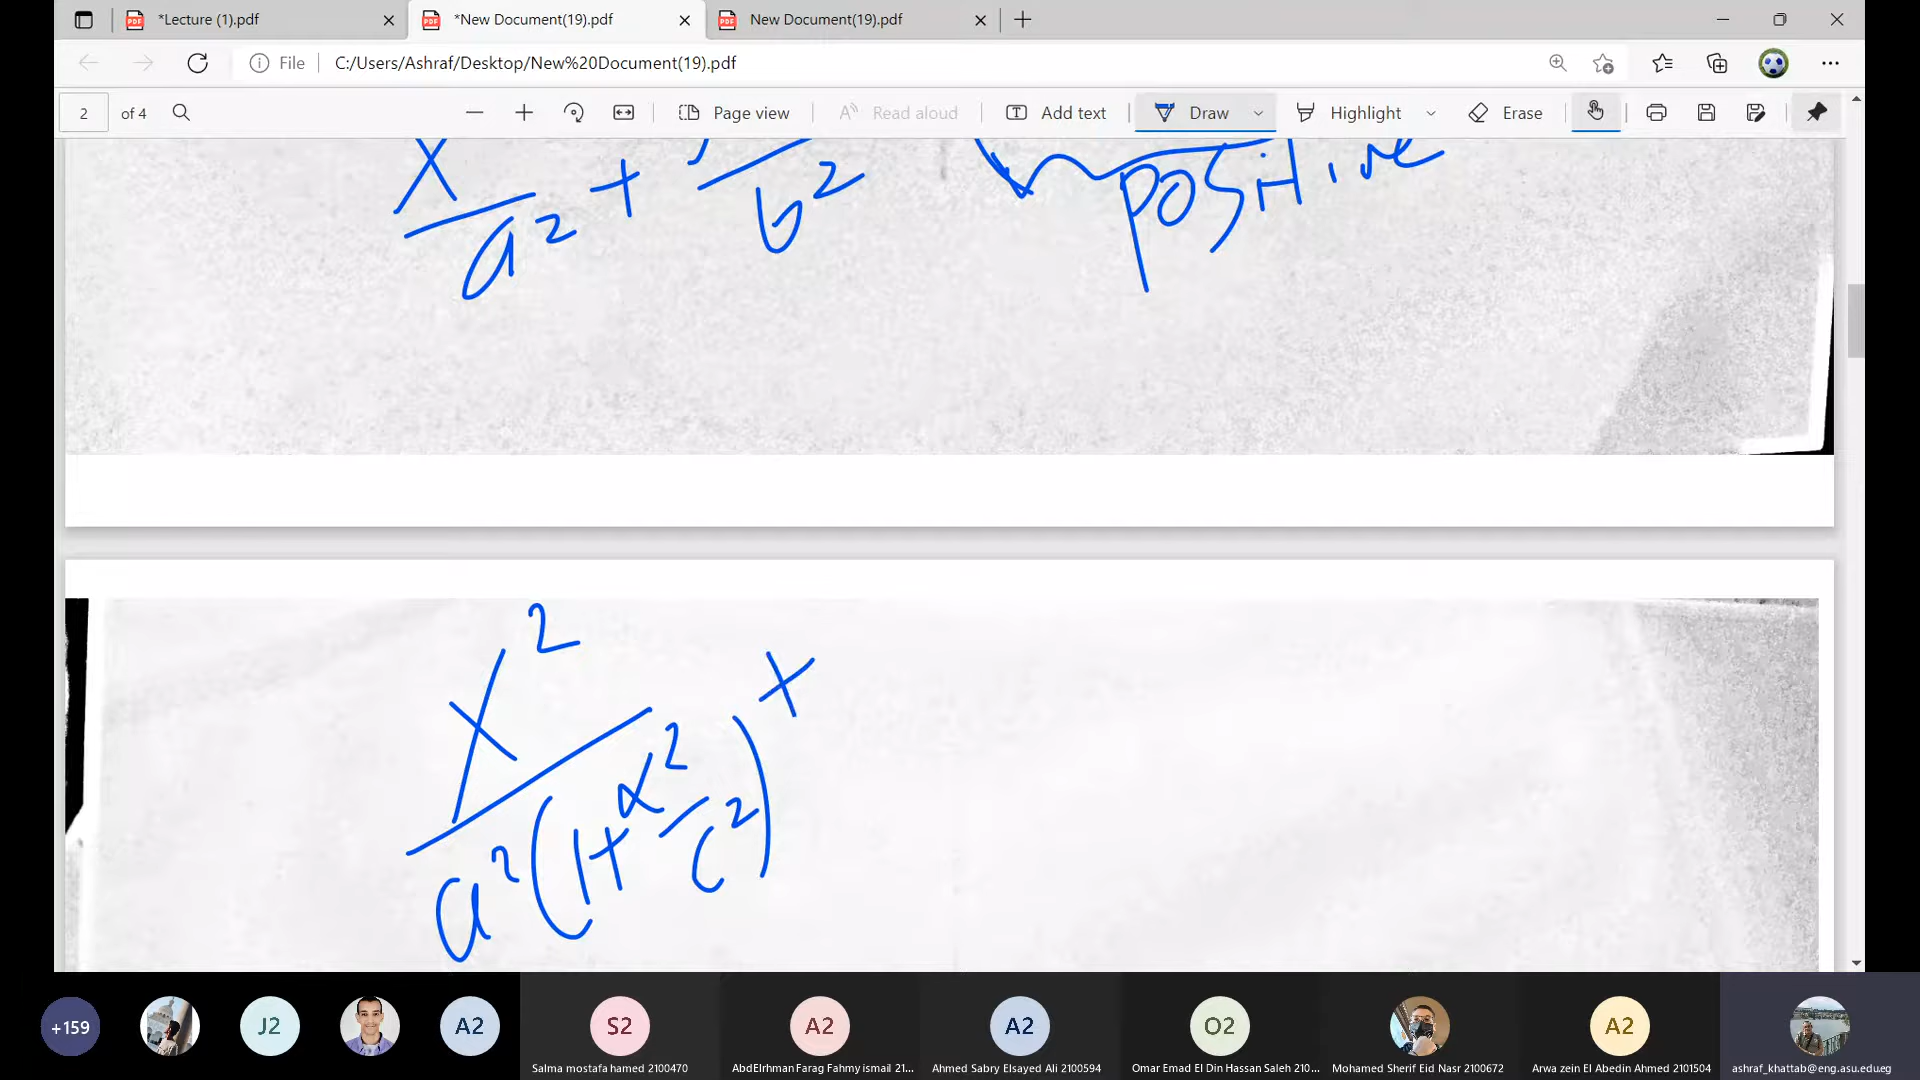 *Lecture (1).pdf
*New Document(19).pdf
New Document(19).pdf
File
C:/Users/Ashraf/Desktop/New%20Document(19).pdf
2 of 4
Page view
Read aloud
Add text
Draw
Highlight
Erase
x
a² + b²
positive
x²
a²(1+α²/c²) +
+159
J2
A2
S2
A2
A2
O2
A2
Salma mostafa hamed 2100470
AbdElrhman Farag Fahmy ismail 21...
Ahmed Sabry Elsayed Ali 2100594
Omar Emad El Din Hassan Saleh 210...
Mohamed Sherif Eid Nasr 2100672
Arwa zein El Abedin Ahmed 2101504
ashraf_khattab@eng.asu.edu.eg